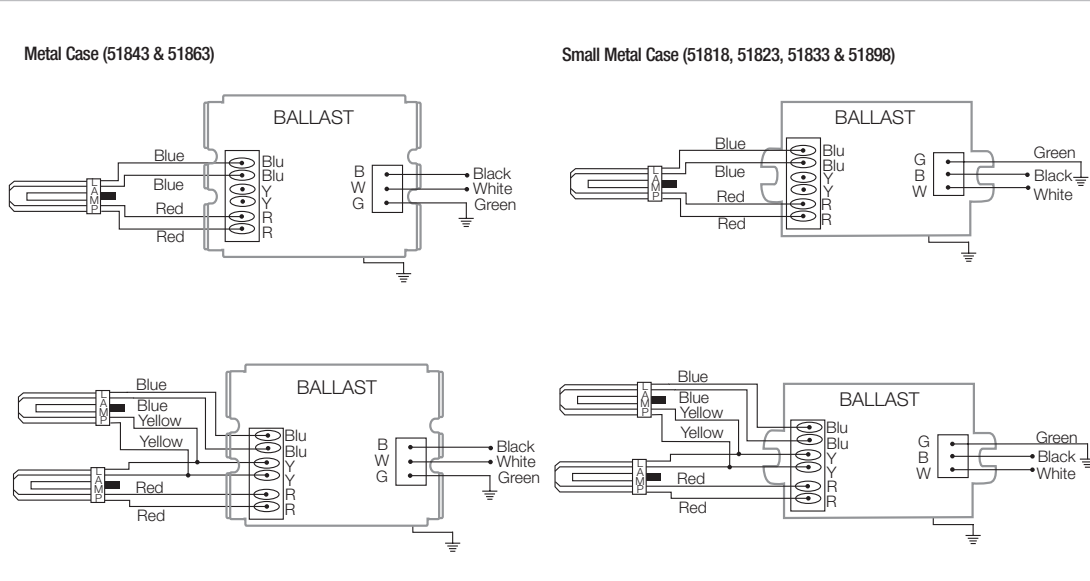 Metal Case (51843 & 51863)
BALLAST
Blue
Blue
Red
Red
LAMP
Blu
Blu
Y
Y
R
R
B
W
G
Black
White
Green
Small Metal Case (51818, 51823, 51833 & 51898)
BALLAST
Blue
Blue
Red
Red
LAMP
Blu
Blu
Y
Y
R
R
G
B
W
Green
Black
White
BALLAST
Blue
Blue
Yellow
Yellow
Red
Red
LAMP
LAMP
Blu
Blu
Y
Y
R
R
B
W
G
Black
White
Green
BALLAST
Blue
Blue
Yellow
Yellow
Red
Red
LAMP
LAMP
Blu
Blu
Y
Y
R
R
G
B
W
Green
Black
White